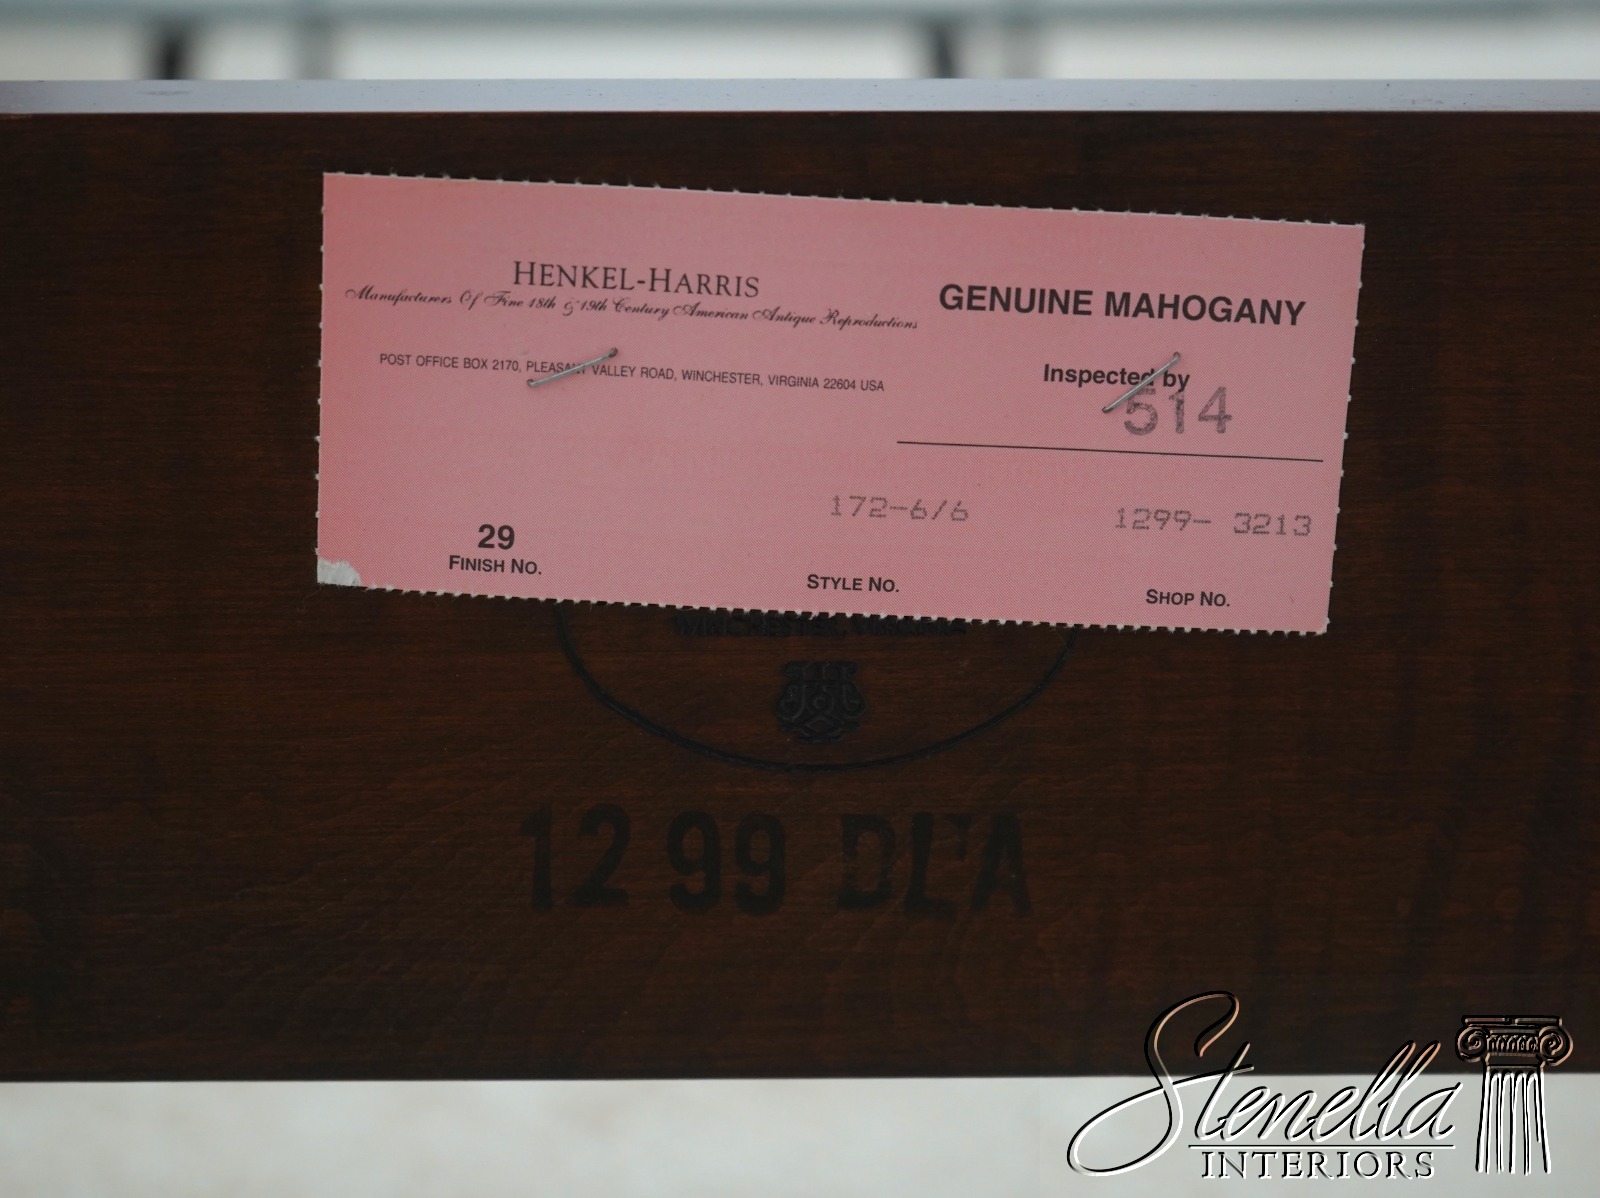 HENKEL-HARRIS
Manufacturers Of Fine 18th & 19th Century American Antique Reproductions
POST OFFICE BOX 2170, PLEASANT VALLEY ROAD, WINCHESTER, VIRGINIA 22604 USA
GENUINE MAHOGANY
Inspected by
514
29
FINISH NO.
172-6/6
STYLE NO.
1299- 3213
SHOP NO.
WINCHESTER, VIRGINIA
12 99
Stenella
INTERIORS